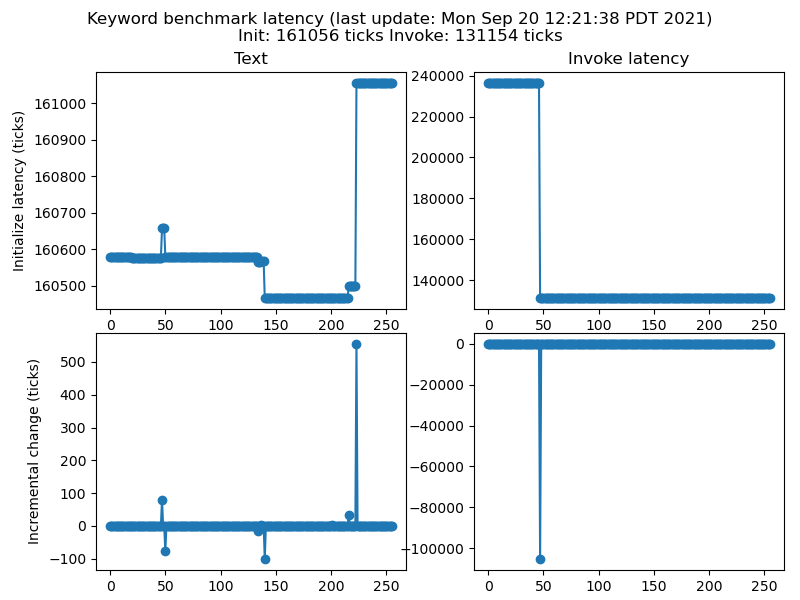 Keyword benchmark latency (last update: Mon Sep 20 12:21:38 PDT 2021)
Init: 161056 ticks Invoke: 131154 ticks
Text
Invoke latency
Initialize latency (ticks)
161000
160900
160800
160700
160600
160500
0 50 100 150 200 250
240000
220000
200000
180000
160000
140000
0 50 100 150 200 250
Incremental change (ticks)
500
400
300
200
100
0
−100
0 50 100 150 200 250
0
−20000
−40000
−60000
−80000
−100000
0 50 100 150 200 250